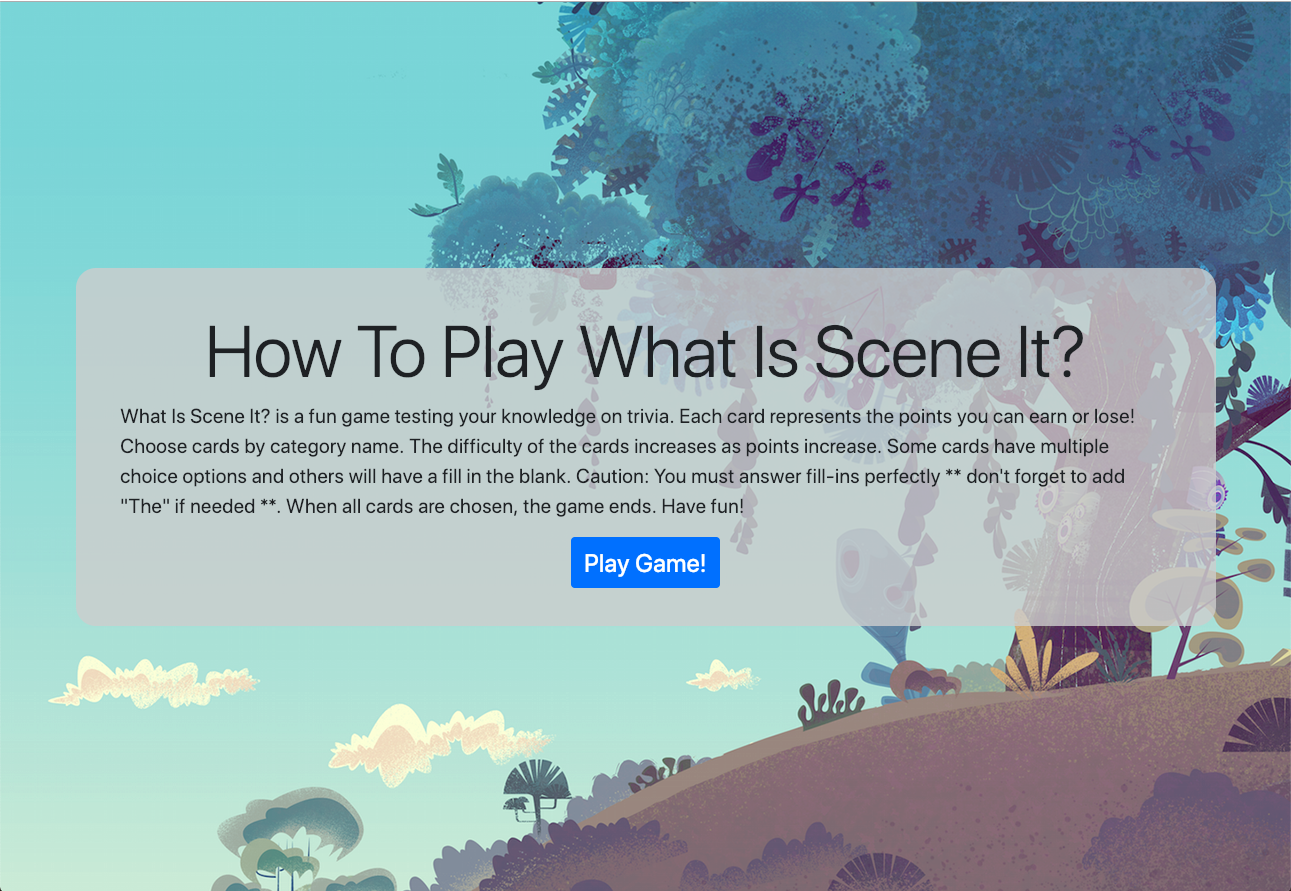 How To Play What Is Scene It?
What Is Scene It? is a fun game testing your knowledge on trivia. Each card represents the points you can earn or lose!
Choose cards by category name. The difficulty of the cards increases as points increase. Some cards have multiple
choice options and others will have a fill in the blank. Caution: You must answer fill-ins perfectly ** don't forget to add
"The" if needed **. When all cards are chosen, the game ends. Have fun!
Play Game!